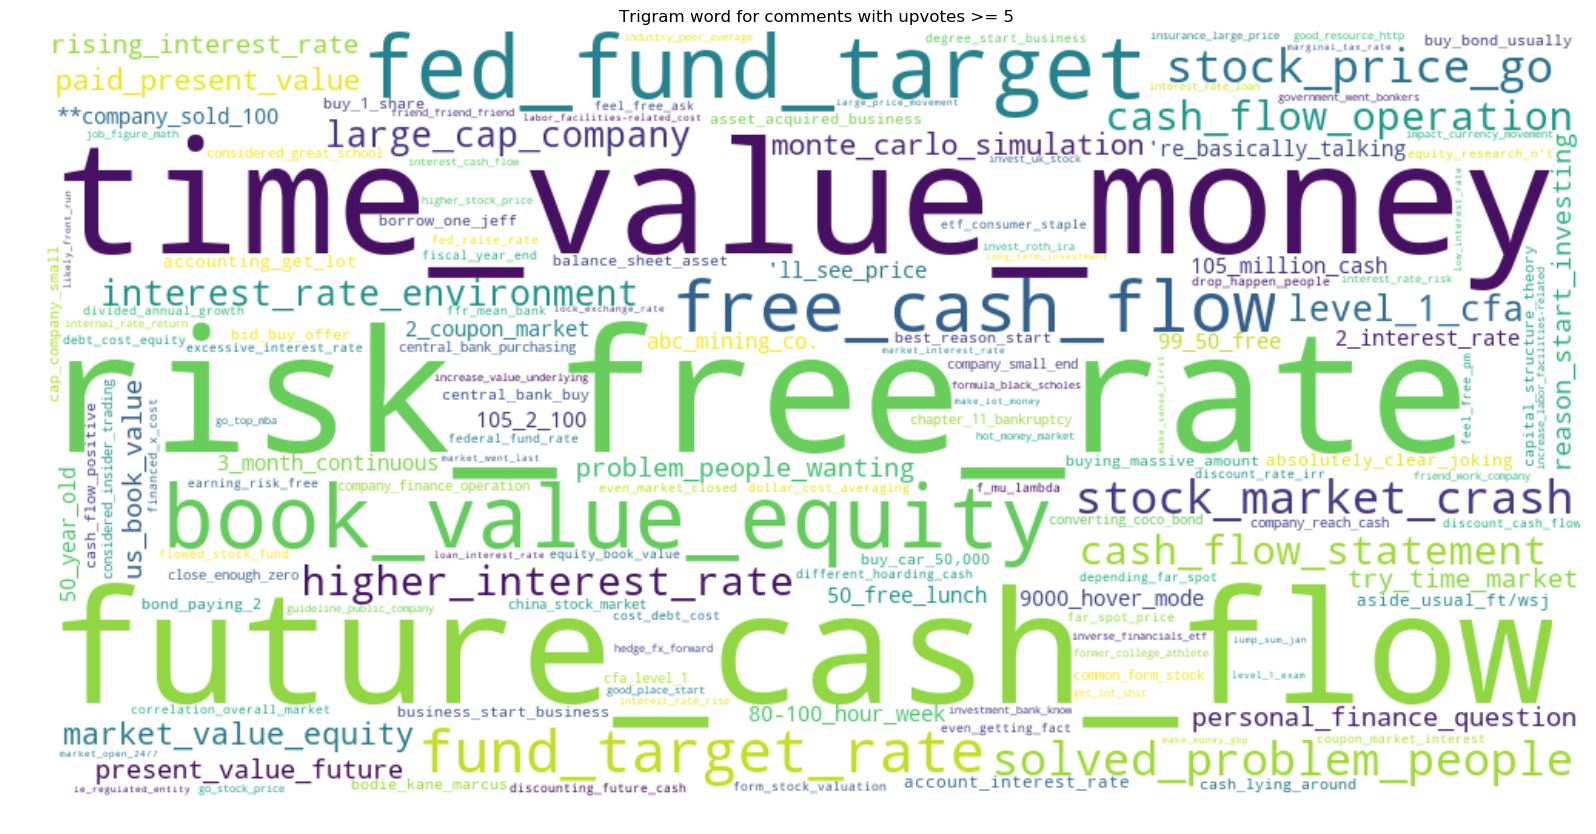 Trigram word for comments with upvotes >= 5
rising_interest_rate
fed_fund_target
industry_peer_average
degree_start_business
insurance_large_price
good_resource_http
marginal_tax_rate
buy_bond_usually
paid_present_value
stock_price_go
interest_rate_loan
government_went_bonkers
**company_sold_100
buy_1_share
friend_friend_friend
feel_free_ask
large_price_movement
labor_facilities-related_cost
asset_acquired_business
cash_flow_operation
job_figure_math
large_cap_company
monte_carlo_simulation
're_basically_talking
impact_currency_movement
equity_research_n't
considered_great_school
interest_cash_flow
invest_uk_stock
time_value_money
likely_front_run
higher_stock_price
borrow_one_jeff
etf_consumer_staple
low_interest_rate
reason_start_investing
fed_raise_rate
fiscal_year_end
invest_roth_ira
long_term_investment
accounting_get_lot
balance_sheet_asset
'll_see_price
105_million_cash
drop_happen_people
interest_rate_risk
cap_company_small
interest_rate_environment
free_cash_flow
level_1_cfa
capital_structure_theory
increase_labor_facilities-related
divided_annual_growth
ffr_mean_bank
lock_exchange_rate
internal_rate_return
bid_buy_offer
2_coupon_market
abc_mining_co.
best_reason_start
99_50_free
2_interest_rate
debt_cost_equity
excessive_interest_rate
central_bank_purchasing
market_interest_rate
company_small_end
risk_free_rate
increase_value_underlying
formula_black_scholes
make_sense_first
feel_free_pm
central_bank_buy
make_lot_money
go_top_mba
105_2_100
chapter_11_bankruptcy
federal_fund_rate
hot_money_market
us_book_value
financed_x_cost
considered_insider_trading
cash_flow_positive
50_year_old
3_month_continuous
market_went_last
problem_people_wanting
buying_massive_amount
absolutely_clear_joking
discount_rate_irr
friend_work_company
earning_risk_free
company_finance_operation
even_market_closed
dollar_cost_averaging
f_mu_lambda
stock_market_crash
book_value_equity
converting_coco_bond
company_reach_cash
discount_cash_flow
flowed_stock_fund
loan_interest_rate
equity_book_value
buy_car_50,000
cash_flow_statement
close_enough_zero
higher_interest_rate
different_hoarding_cash
depending_far_spot
try_time_market
bond_paying_2
guideline_public_company
china_stock_market
50_free_lunch
9000_hover_mode
aside_usual_ft/wsj
cost_debt_cost
far_spot_price
future_cash_flow
inverse_financials_etf
lump_sum_jan
hedge_fx_forward
former_college_athlete
cfa_level_1
common_form_stock
level_1_exam
good_place_start
get_lot_shit
interest_rate_rise
correlation_overall_market
business_start_business
80-100_hour_week
investment_bank_know
personal_finance_question
even_getting_fact
market_value_equity
fund_target_rate
make_money_gbp
coupon_market_interest
market_open_24/7
solved_problem_people
present_value_future
ie_regulated_entity
go_stock_price
bodie_kane_marcus
discounting_future_cash
form_stock_valuation
account_interest_rate
cash_lying_around